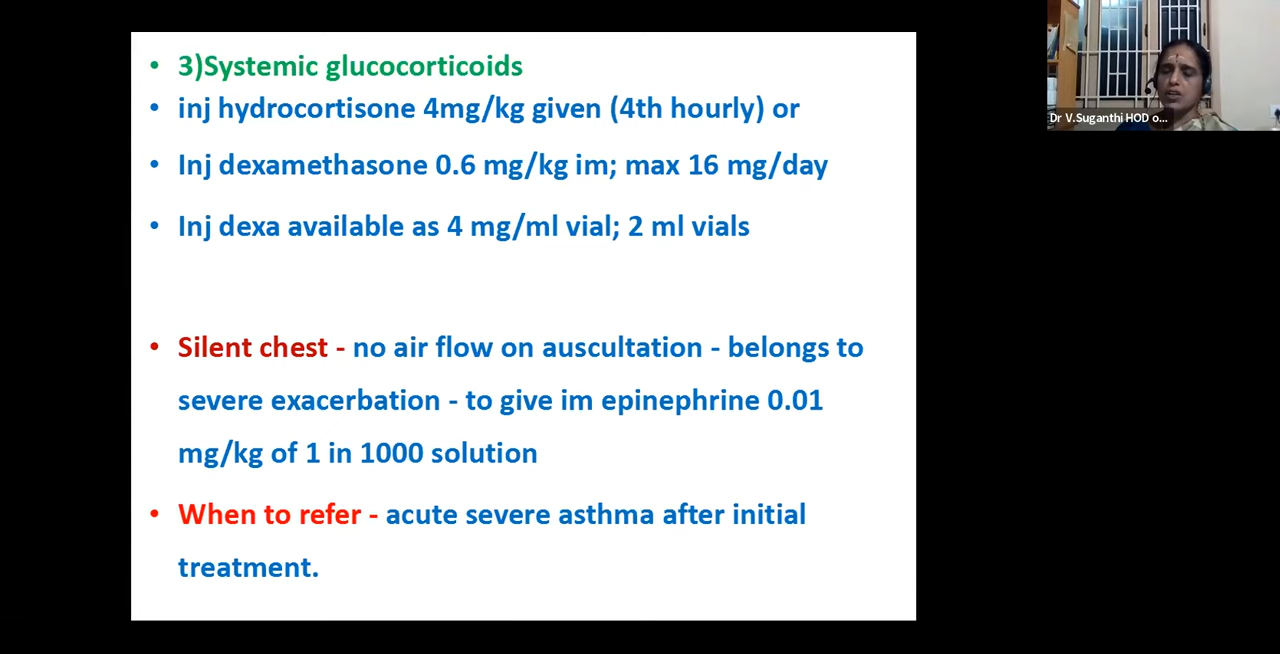 • 3)Systemic glucocorticoids
• inj hydrocortisone 4mg/kg given (4th hourly) or
• Inj dexamethasone 0.6 mg/kg im; max 16 mg/day
• Inj dexa available as 4 mg/ml vial; 2 ml vials
• Silent chest - no air flow on auscultation - belongs to
severe exacerbation - to give im epinephrine 0.01
mg/kg of 1 in 1000 solution
• When to refer - acute severe asthma after initial
treatment.
Dr V.Suganthi HOD o...